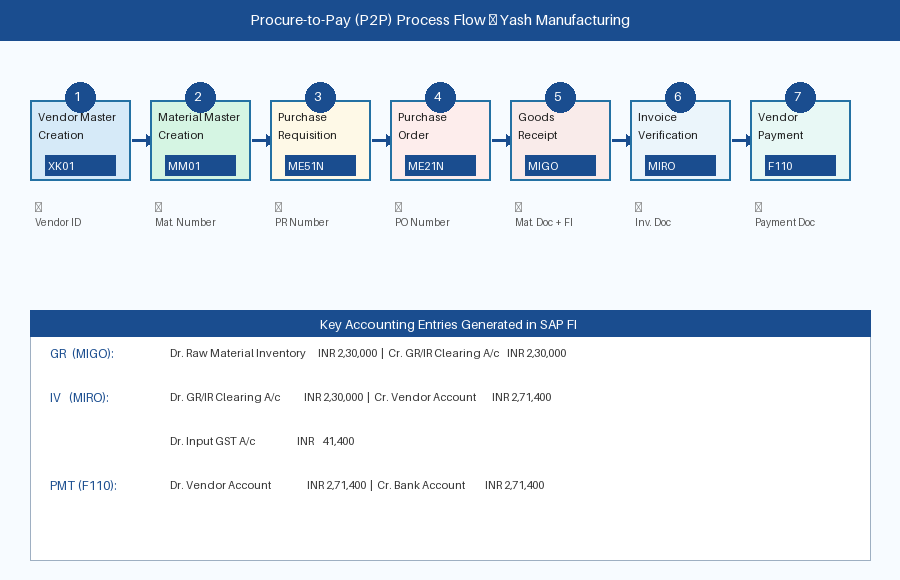 Procure-to-Pay (P2P) Process Flow Yash Manufacturing
1 2 3 4 5 6 7
Vendor Master Material Master Purchase Purchase Goods Invoice Vendor
Creation Creation Requisition Order Receipt Verification Payment
XK01 MM01 ME51N ME21N MIGO MIRO F110
Vendor ID Mat. Number PR Number PO Number Mat. Doc + FI Inv. Doc Payment Doc
Key Accounting Entries Generated in SAP FI
GR (MIGO): Dr. Raw Material Inventory INR 2,30,000 | Cr. GR/IR Clearing A/c INR 2,30,000
IV (MIRO): Dr. GR/IR Clearing A/c INR 2,30,000 | Cr. Vendor Account INR 2,71,400
Dr. Input GST A/c INR 41,400
PMT (F110): Dr. Vendor Account INR 2,71,400 | Cr. Bank Account INR 2,71,400